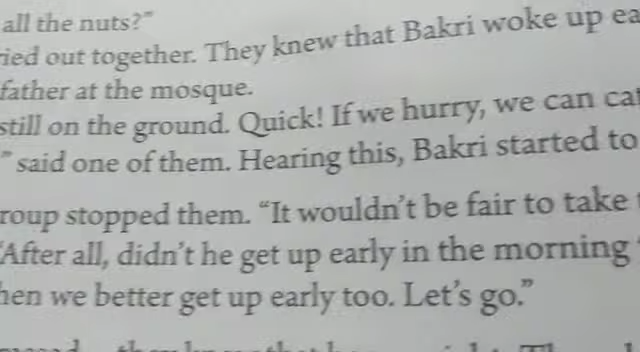 all the nuts?”
ried out together. They knew that Bakri woke up ea
father at the mosque.
still on the ground. Quick! If we hurry, we can cat
” said one of them. Hearing this, Bakri started to
roup stopped them. “It wouldn’t be fair to take
“After all, didn’t he get up early in the morning
hen we better get up early too. Let’s go.”